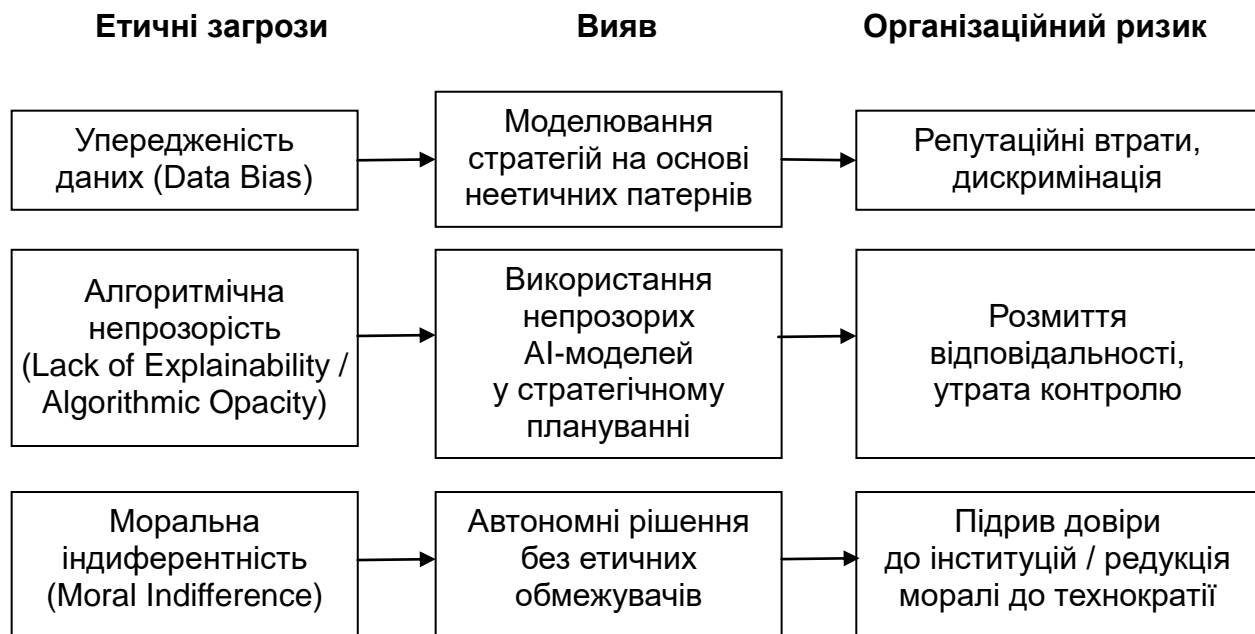 Етичні загрози
Вияв
Організаційний ризик
Упередженість
даних (Data Bias)
Моделювання
стратегій на основі
неетичних патернів
Репутаційні втрати,
дискримінація
Алгоритмічна
непрозорість
(Lack of Explainability /
Algorithmic Opacity)
Використання
непрозорих
AI-моделей
у стратегічному
плануванні
Розмиття
відповідальності,
утрата контролю
Моральна
індиферентність
(Moral Indifference)
Автономні рішення
без етичних
обмежувачів
Підрив довіри
до інституцій / редукція
моралі до технократії